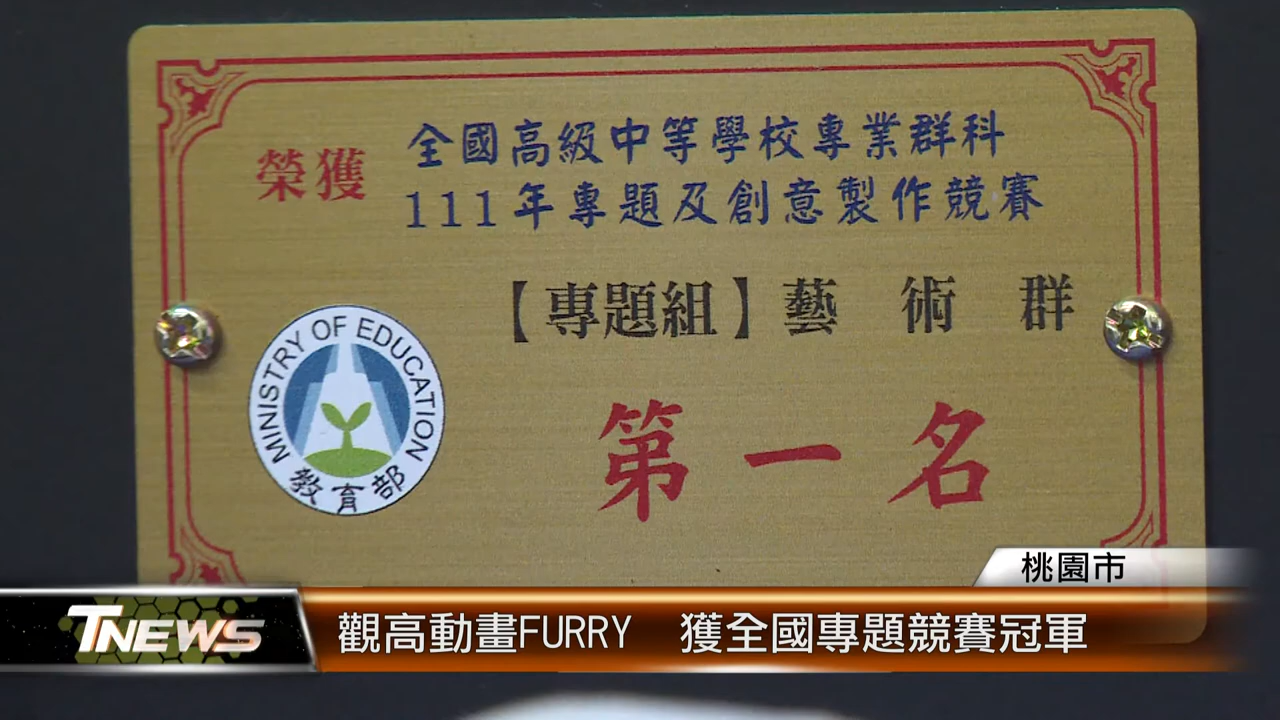 榮獲
全國高級中等學校專業群科
111年專題及創意製作競賽
【專題組】藝術群
MINISTRY OF EDUCATION
教育部
第一名
桃園市
TNEWS
觀高動畫FURRY 獲全國專題競賽冠軍